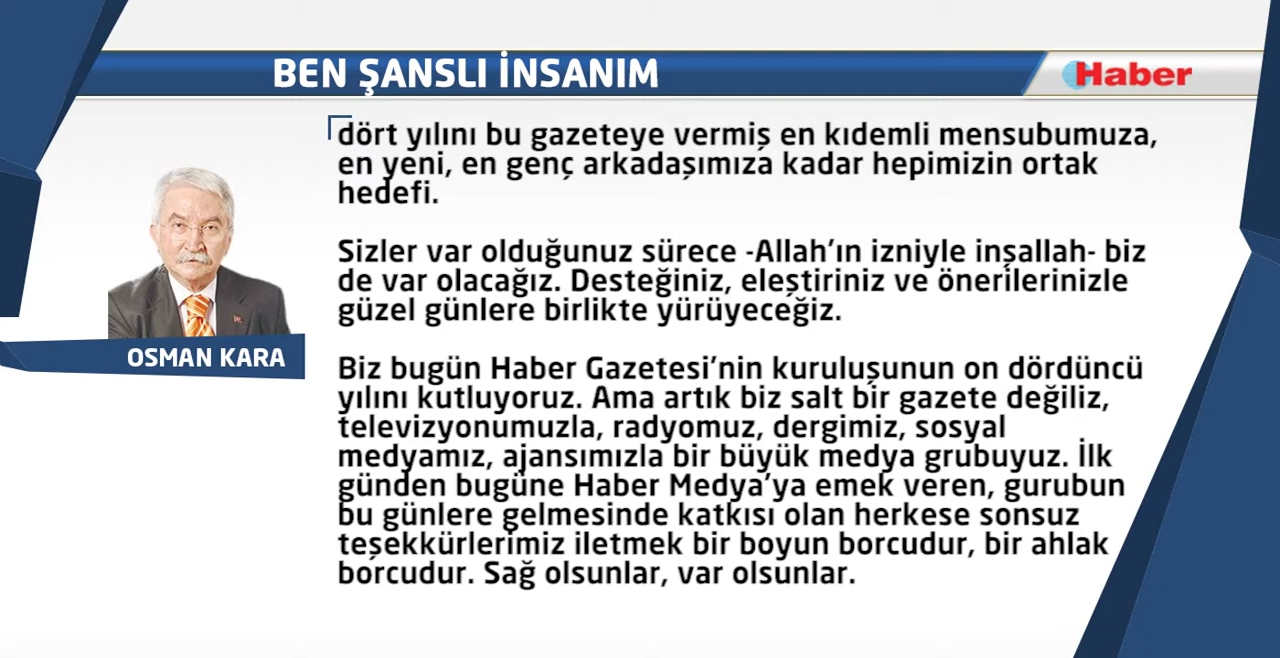 BEN ŞANSLI İNSANIM
Haber
dört yılını bu gazeteye vermiş en kıdemli mensubumuza,
en yeni, en genç arkadaşımıza kadar hepimizin ortak
hedefi.
Sizler var olduğunuz sürece -Allah'ın izniyle inşallah- biz
de var olacağız. Desteğiniz, eleştiriniz ve önerilerinizle
güzel günlere birlikte yürüyeceğiz.
OSMAN KARA
Biz bugün Haber Gazetesi'nin kuruluşunun on dördüncü
yılını kutluyoruz. Ama artık biz salt bir gazete değiliz,
televizyonumuzla, radyomuz, dergimiz, sosyal
medyamız, ajansımızla bir büyük medya grubuyuz. İlk
günden bugüne Haber Medya'ya emek veren, gurubun
bu günlere gelmesinde katkısı olan herkese sonsuz
teşekkürlerimiz iletmek bir boyun borcudur, bir ahlak
borcudur. Sağ olsunlar, var olsunlar.